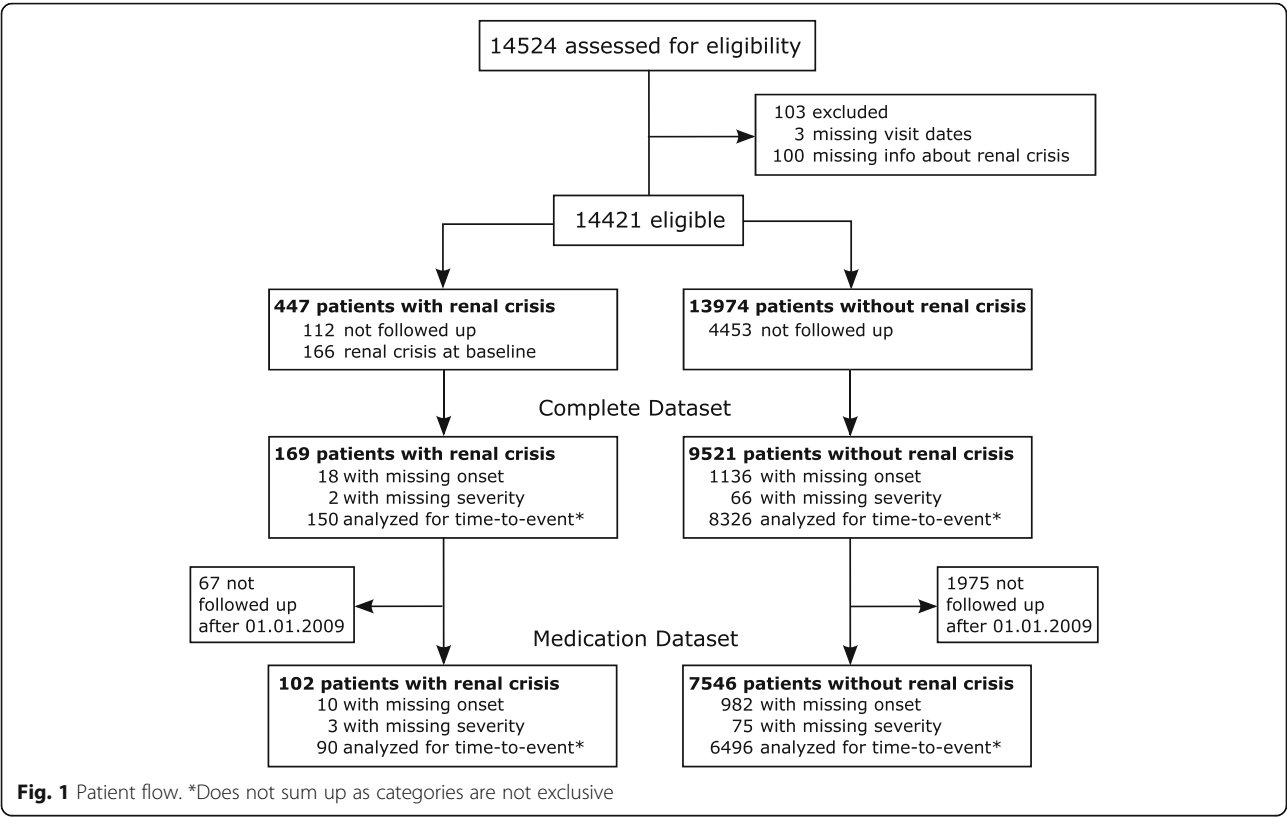 14524 assessed for eligibility
103 excluded
3 missing visit dates
100 missing info about renal crisis
14421 eligible
447 patients with renal crisis
112 not followed up
166 renal crisis at baseline
13974 patients without renal crisis
4453 not followed up
Complete Dataset
169 patients with renal crisis
18 with missing onset
2 with missing severity
150 analyzed for time-to-event*
9521 patients without renal crisis
1136 with missing onset
66 with missing severity
8326 analyzed for time-to-event*
67 not
followed up
after 01.01.2009
1975 not
followed up
after 01.01.2009
Medication Dataset
102 patients with renal crisis
10 with missing onset
3 with missing severity
90 analyzed for time-to-event*
7546 patients without renal crisis
982 with missing onset
75 with missing severity
6496 analyzed for time-to-event*
Fig. 1 Patient flow. *Does not sum up as categories are not exclusive